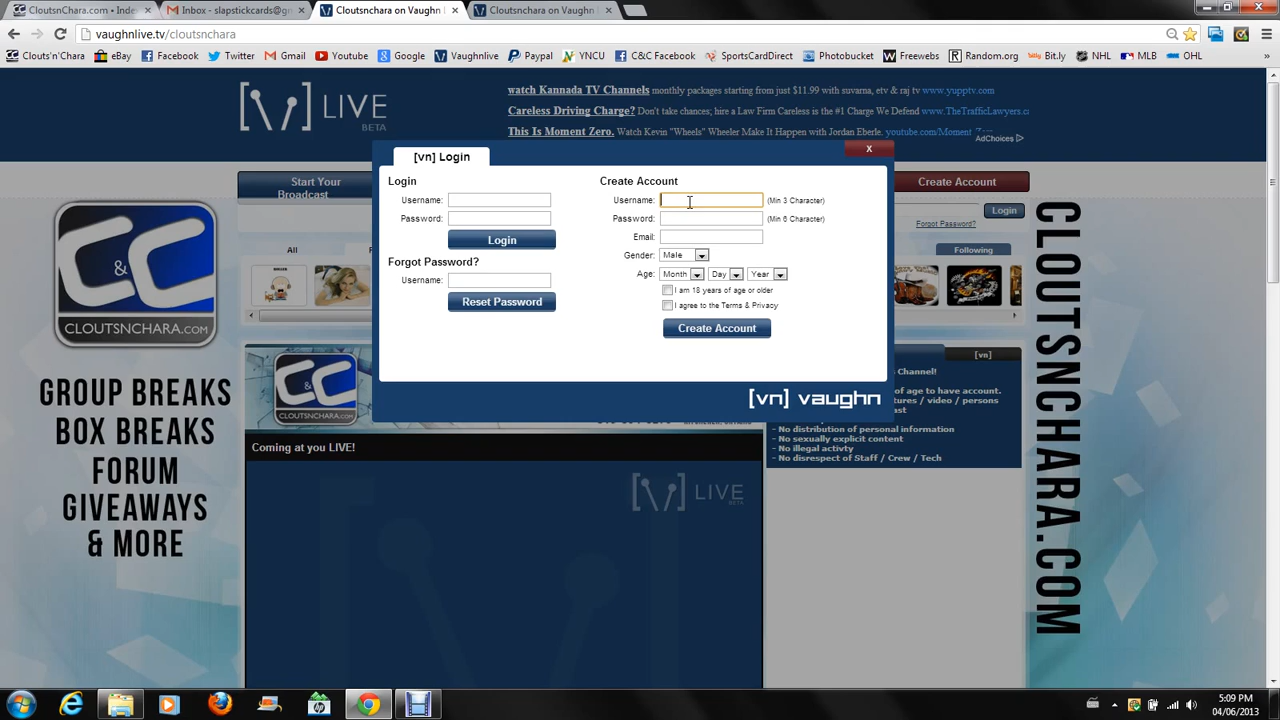 CloutsnChara.com - Index
Inbox - slapstickcards@gm
Cloutsnchara on Vaughn L
Cloutsnchara on Vaughn L
vaughnlive.tv/cloutsnchara
Clouts'n Chara
eBay
Facebook
Twitter
Gmail
Youtube
Google
Vaughnlive
Paypal
YNCU
C&C Facebook
SportsCardDirect
Photobucket
Freewebs
Random.org
Bit.ly
NHL
MLB
OHL
[V] LIVE
BETA
watch Kannada TV Channels monthly packages starting from just $11.99 with suvarna, etv & raj tv www.yupptv.com
Careless Driving Charge? Don't take chances; hire a Law Firm Careless is the #1 Charge We Defend www.TheTrafficLawyers.co
This Is Moment Zero. Watch Kevin "Wheels" Wheeler Make It Happen with Jordan Eberle. youtube.com/Moment_Zero
AdChoices
Start Your
Broadcast
Create Account
[vn] Login
X
Login
Username:
Password:
Login
Forgot Password?
Username:
Reset Password
Create Account
Username:
(Min 3 Character)
Password:
(Min 6 Character)
Email:
Gender: Male
Age: Month Day Year
I am 18 years of age or older
I agree to the Terms & Privacy
Create Account
[vn] vaughn
Login
Forgot Password?
All
Following
C&C
CLOUTSNCHARA.COM
GROUP BREAKS
BOX BREAKS
FORUM
GIVEAWAYS
& MORE
C&C
CLOUTSNCHARA.COM
[vn]
Channel!
of age to have account.
tures / video / persons
- No distribution of personal information
- No sexually explicit content
- No illegal activty
- No disrespect of Staff / Crew / Tech
Coming at you LIVE!
[V] LIVE
BETA
CLOUTSNCHARA.COM
5:09 PM
04/06/2013